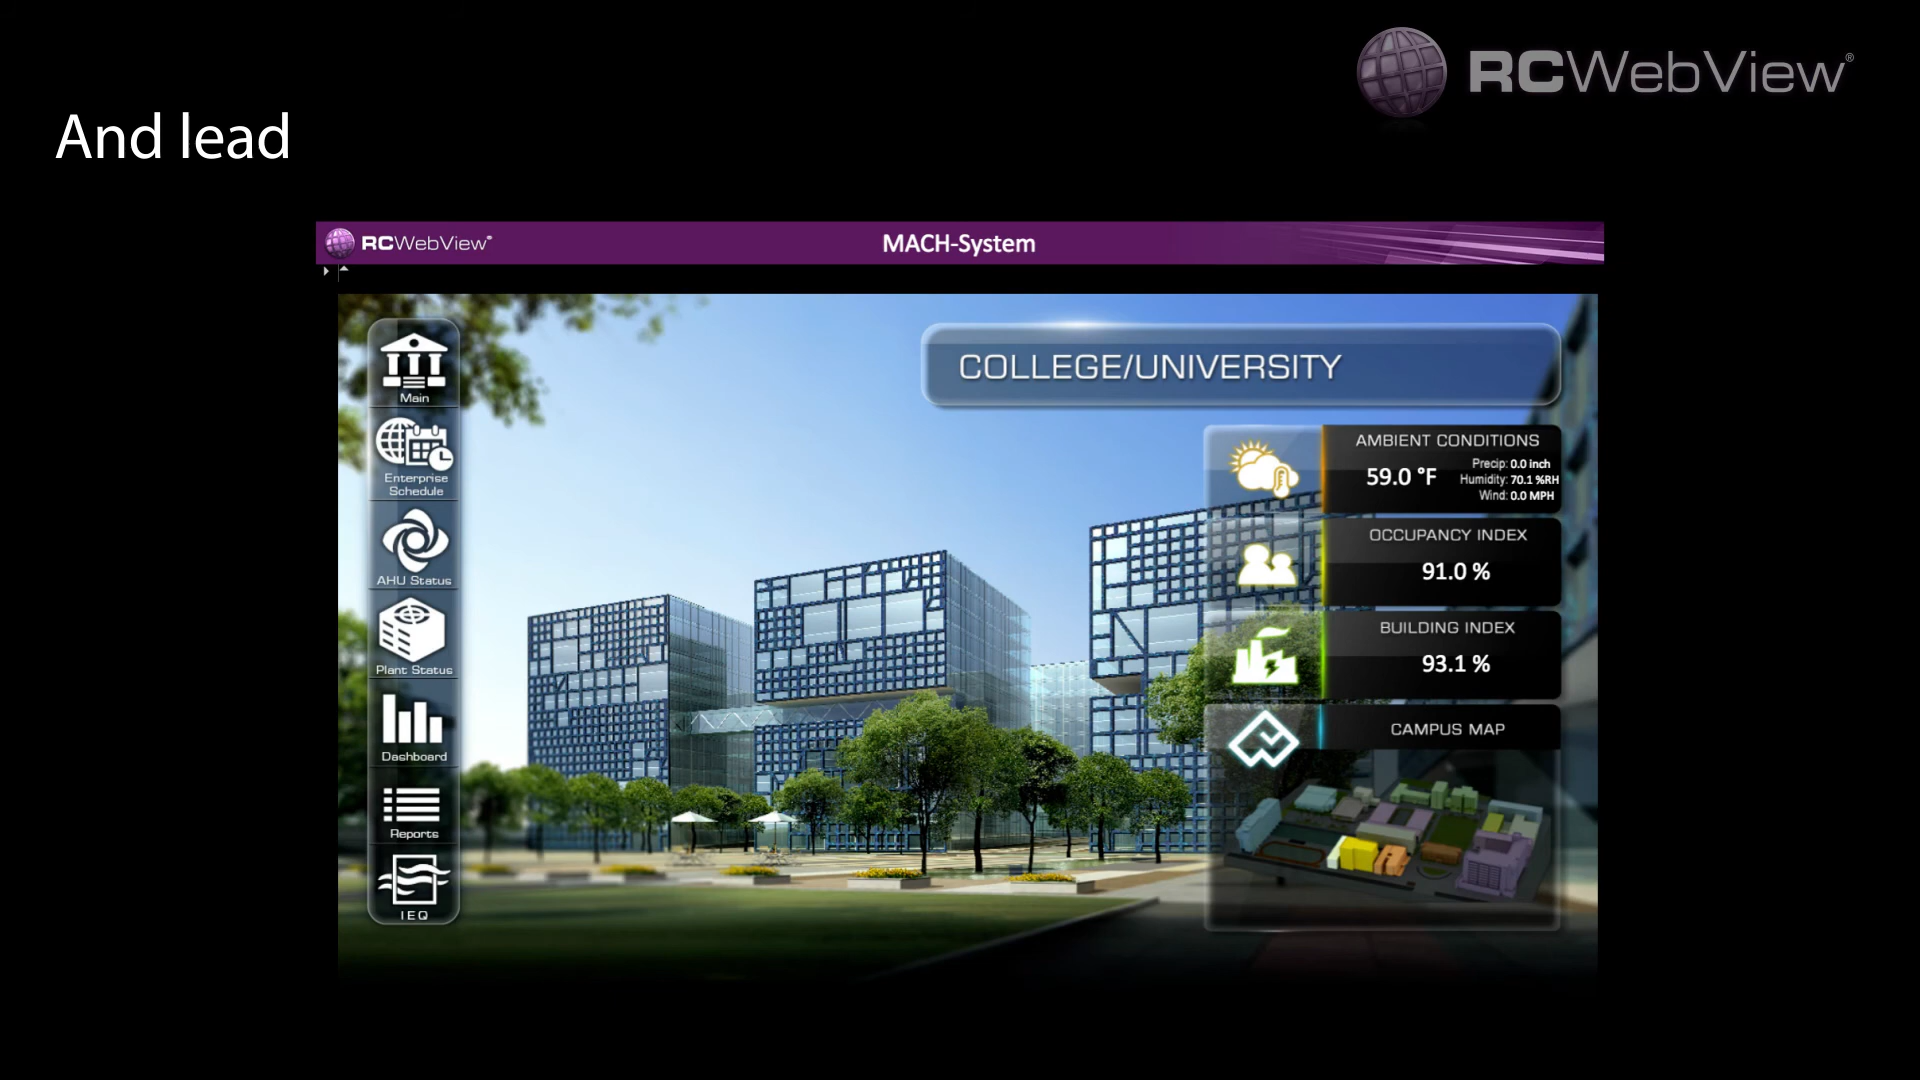 RCWebView®
And lead
RCWebView®
MACH-System
COLLEGE/UNIVERSITY
Main
Enterprise
Schedule
AHU Status
Plant Status
Dashboard
Reports
IEQ
AMBIENT CONDITIONS
59.0 °F
Precip: 0.0 inch
Humidity: 70.1 %RH
Wind: 0.0 MPH
OCCUPANCY INDEX
91.0 %
BUILDING INDEX
93.1 %
CAMPUS MAP